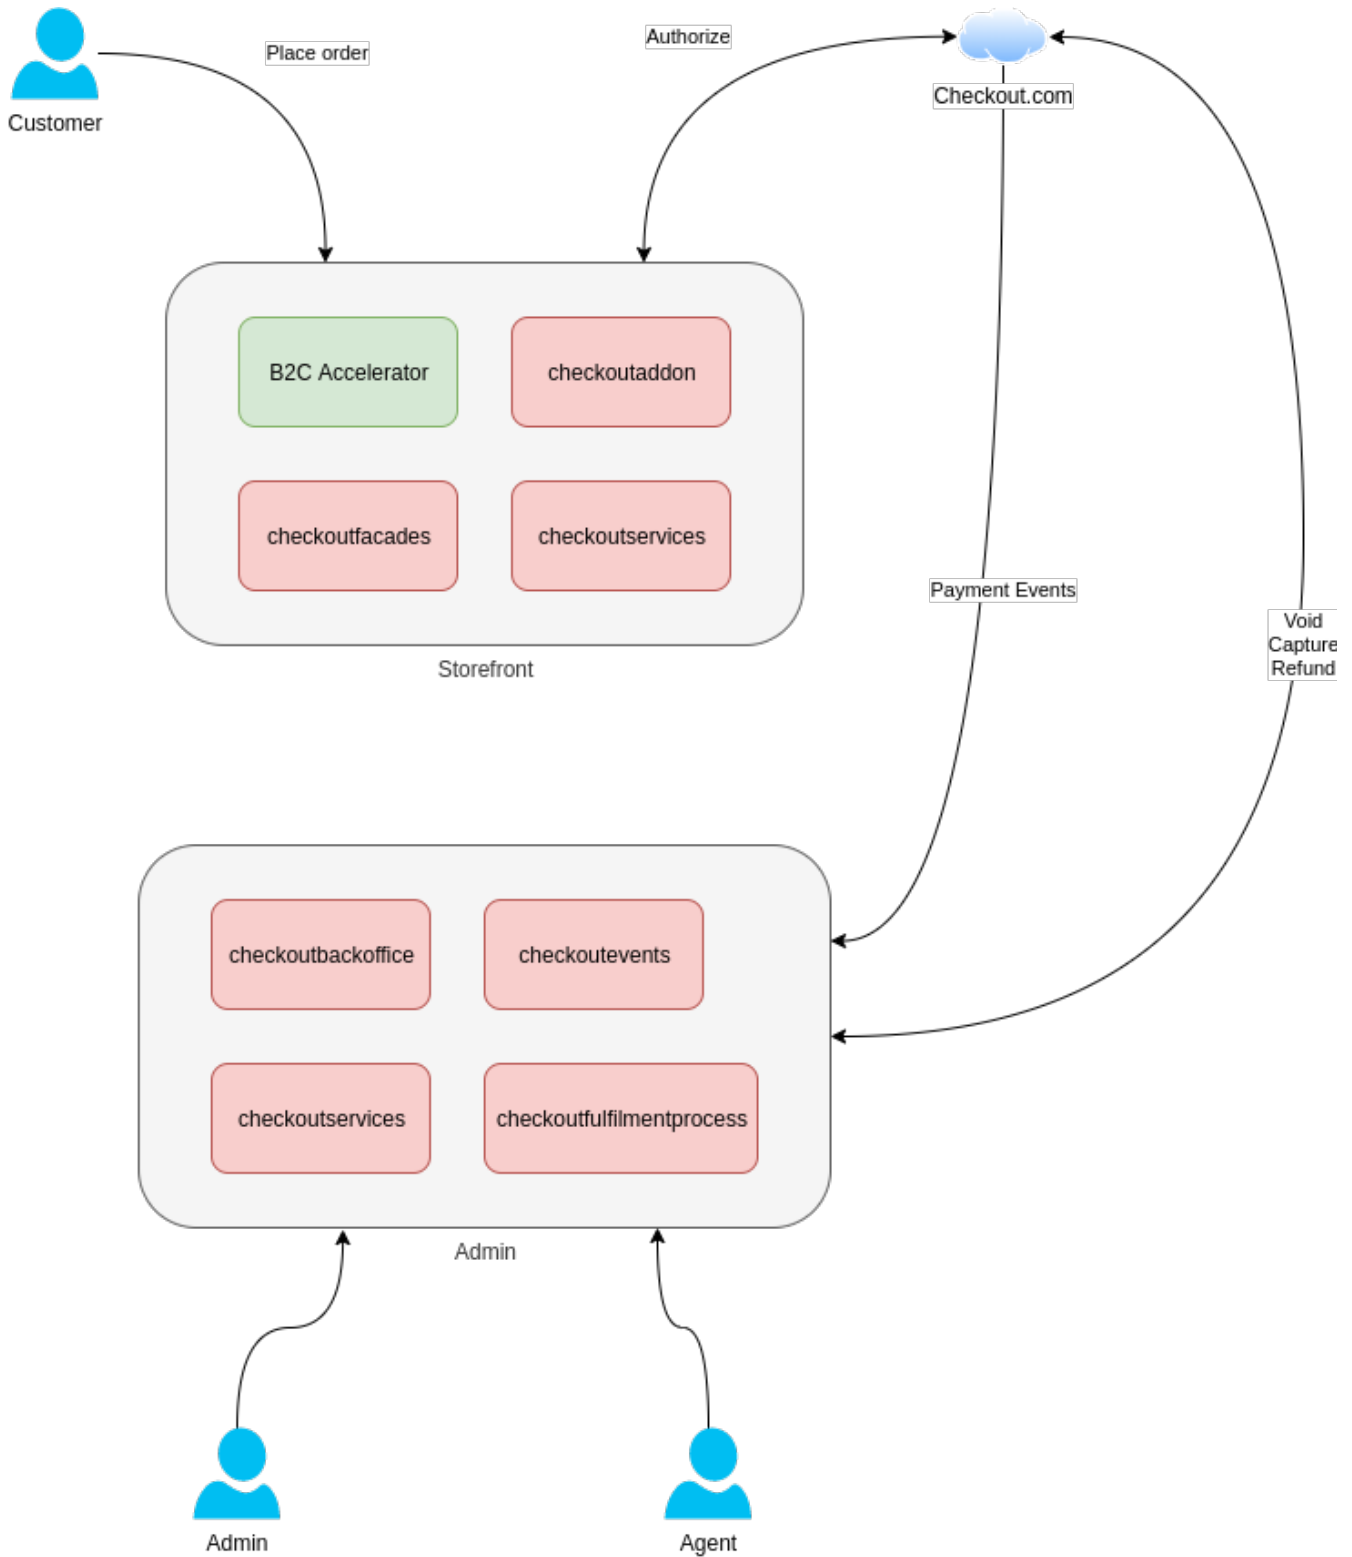 Place order
Authorize
Checkout.com
Customer
B2C Accelerator
checkoutaddon
checkoutfacades
checkoutservices
Payment Events
Void
Capture
Refund
Storefront
checkoutbackoffice
checkoutevents
checkoutservices
checkoutfulfilmentprocess
Admin
Admin
Agent